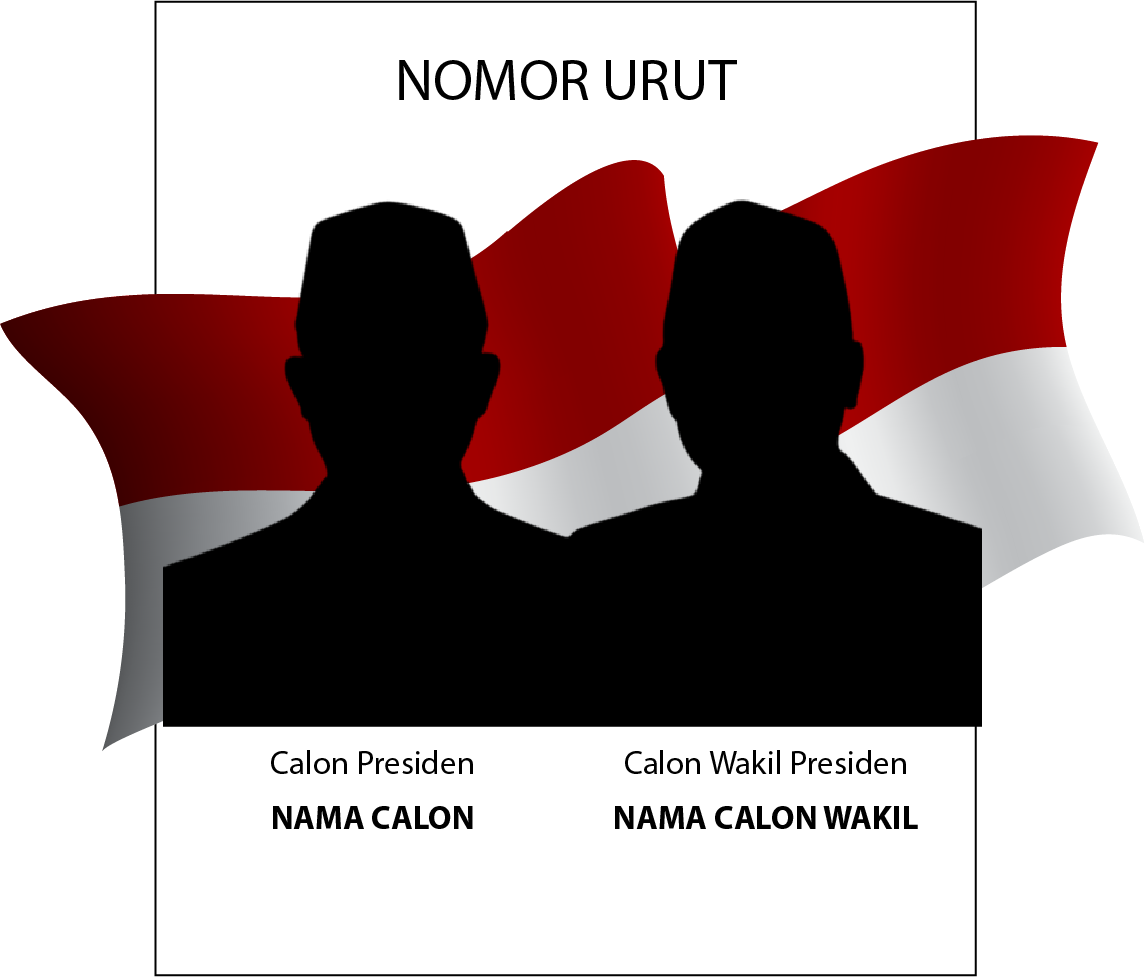 NOMOR URUT
Calon Presiden
NAMA CALON
Calon Wakil Presiden
NAMA CALON WAKIL